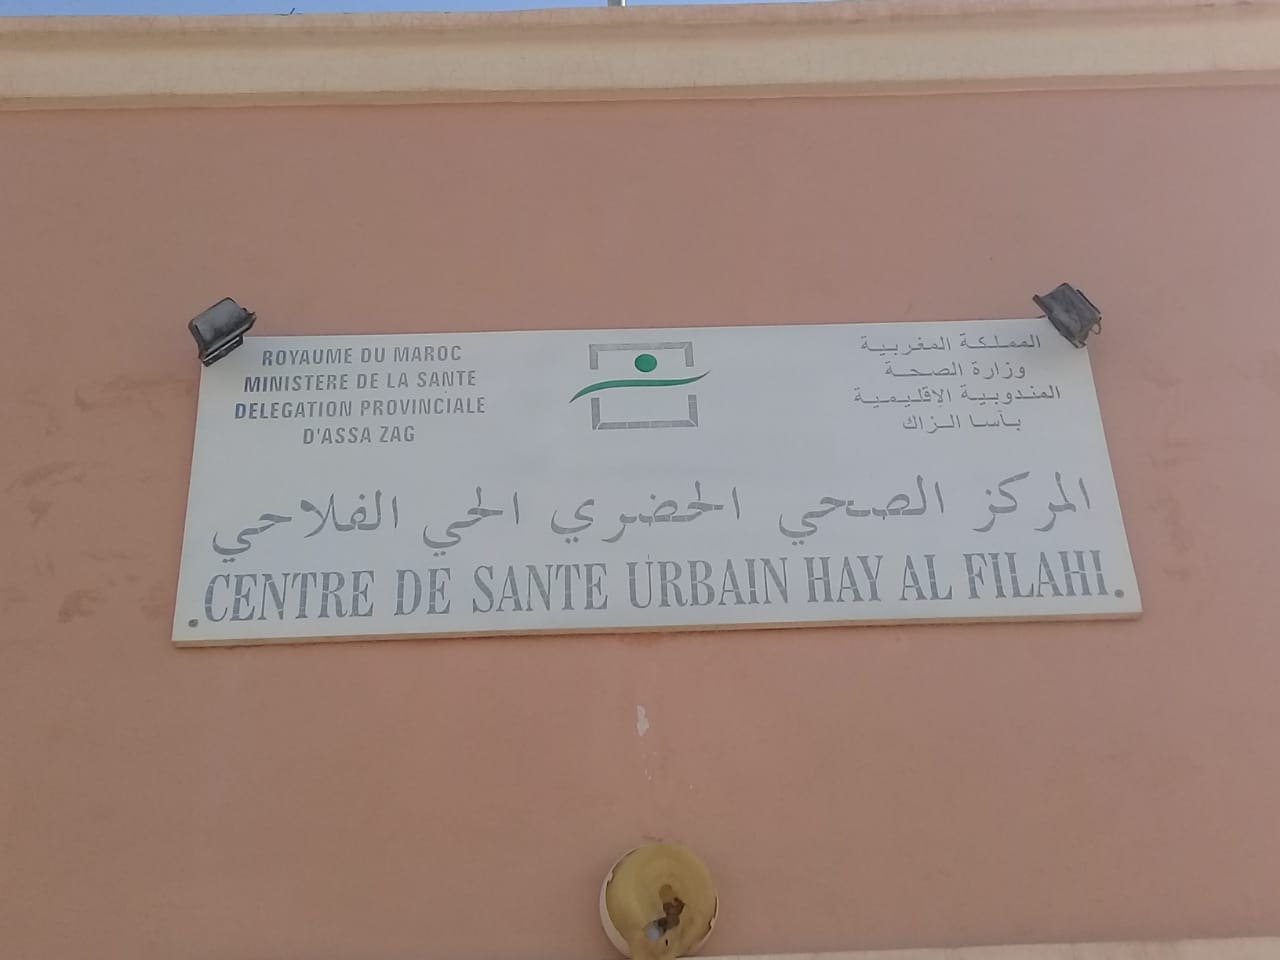 ROYAUME DU MAROC
MINISTERE DE LA SANTE
DELEGATION PROVINCIALE
D'ASSA ZAG
المملكة المغربية
وزارة الصحة
المندوبية الإقليمية
بآسا الزاك
المركز الصحي الحضري الحي الفلاحي
CENTRE DE SANTE URBAIN HAY AL FILAHI